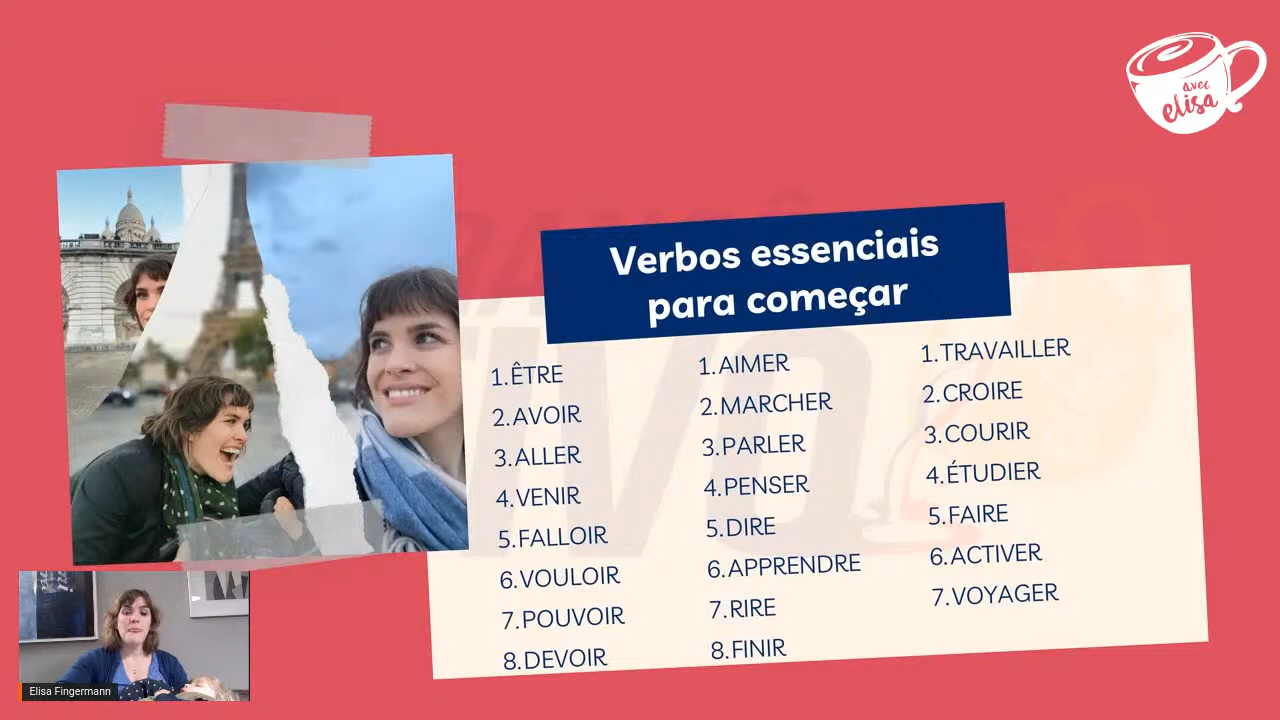 avec
elisa
Verbos essenciais
para começar
1.ÊTRE
2.AVOIR
3.ALLER
4.VENIR
5.FALLOIR
6.VOULOIR
7.POUVOIR
8.DEVOIR
1.AIMER
2.MARCHER
3.PARLER
4.PENSER
5.DIRE
6.APPRENDRE
7.RIRE
8.FINIR
1.TRAVAILLER
2.CROIRE
3.COURIR
4.ÉTUDIER
5.FAIRE
6.ACTIVER
7.VOYAGER
Elisa Fingermann